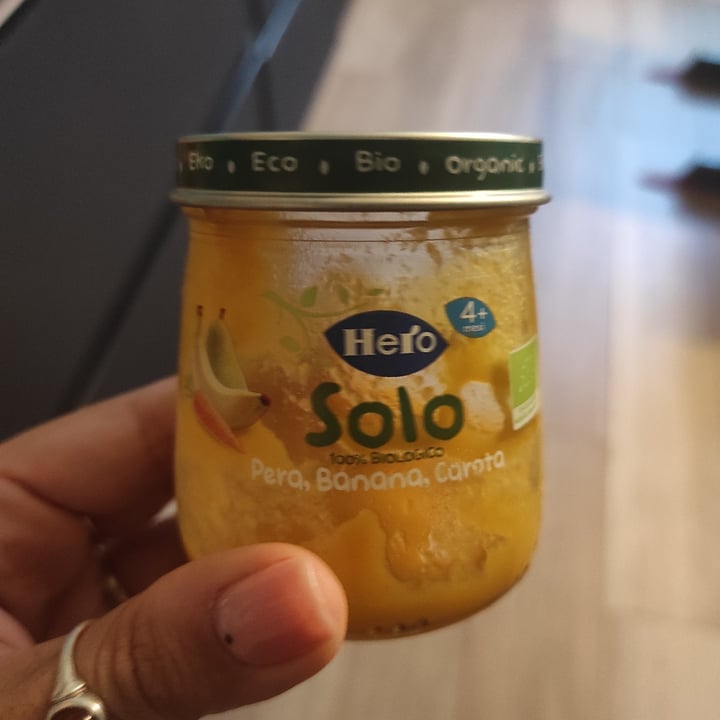 Eko , Eco , Bio , Organic ,
Hero
4+
mesi
Solo
100% BIOLOGICO
Pera, Banana, Carota